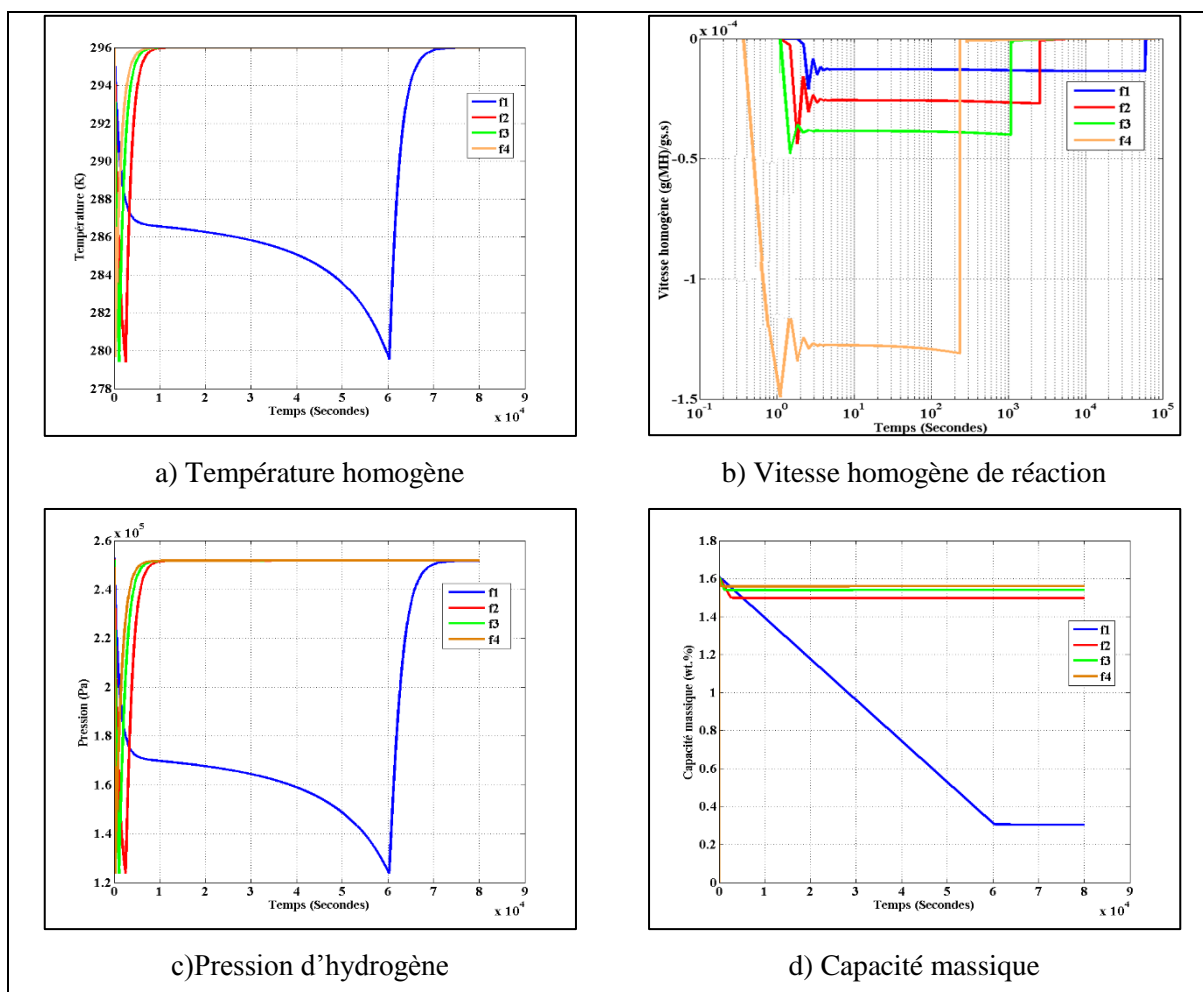 296
294
292
290
288
286
284
282
280
278
Température (K)
0 1 2 3 4 5 6 7 8 9
Temps (Secondes)
x 10^4
f1
f2
f3
f4
a) Température homogène
x 10^-4
0
-0.5
-1
-1.5
Vitesse homogène (g(MH)/gs.s)
10^-1 10^0 10^1 10^2 10^3 10^4 10^5
Temps (Secondes)
f1
f2
f3
f4
b) Vitesse homogène de réaction
x 10^5
2.6
2.4
2.2
2
1.8
1.6
1.4
1.2
Pression (Pa)
0 1 2 3 4 5 6 7 8 9
Temps (Secondes)
x 10^4
f1
f2
f3
f4
c)Pression d’hydrogène
1.8
1.6
1.4
1.2
1
0.8
0.6
0.4
0.2
0
Capacité massique (wt.%)
0 1 2 3 4 5 6 7 8 9
Temps (Secondes)
x 10^4
f1
f2
f3
f4
d) Capacité massique